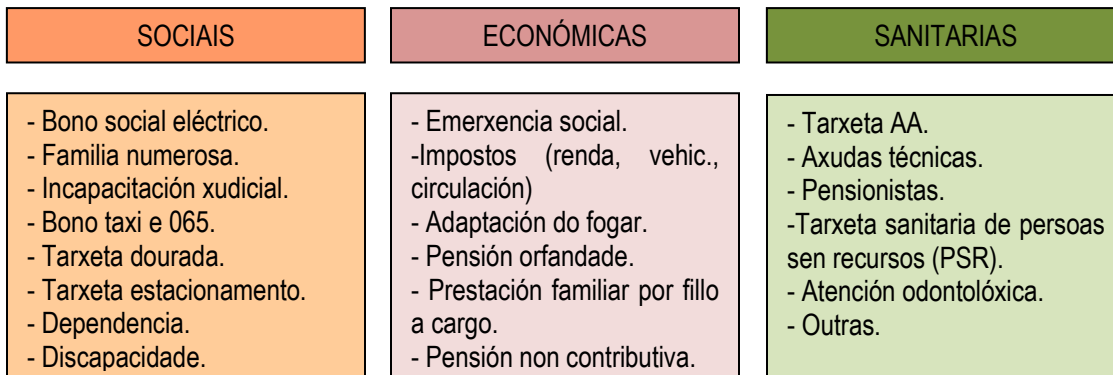 SOCIAIS
- Bono social eléctrico.
- Familia numerosa.
- Incapacitación xudicial.
- Bono taxi e 065.
- Tarxeta dourada.
- Tarxeta estacionamento.
- Dependencia.
- Discapacidade.
ECONÓMICAS
- Emerxencia social.
-Impostos (renda, vehic.,
circulación)
- Adaptación do fogar.
- Pensión orfandade.
- Prestación familiar por fillo
a cargo.
- Pensión non contributiva.
SANITARIAS
- Tarxeta AA.
- Axudas técnicas.
- Pensionistas.
-Tarxeta sanitaria de persoas
sen recursos (PSR).
- Atención odontolóxica.
- Outras.